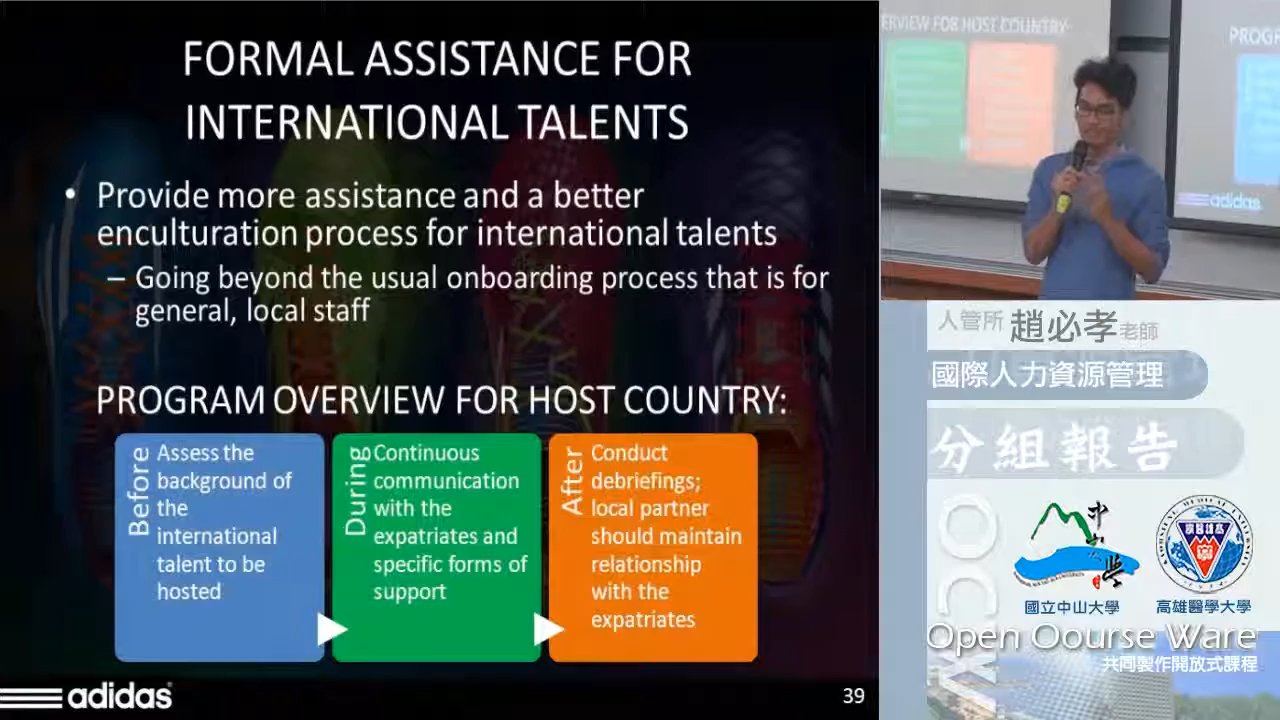 FORMAL ASSISTANCE FOR
INTERNATIONAL TALENTS
• Provide more assistance and a better
enculturation process for international talents
– Going beyond the usual onboarding process that is for
general, local staff
PROGRAM OVERVIEW FOR HOST COUNTRY:
Before
Assess the
background of
the
international
talent to be
hosted
During
Continuous
communication
with the
expatriates and
specific forms of
support
After
Conduct
debriefings;
local partner
should maintain
relationship
with the
expatriates
adidas
39
ERVIEW FOR HOST COUNTRY:
PROGR
adidas
人管所 趙必孝老師
國際人力資源管理
分組報告
OCW
國立中山大學
高雄醫學大學
Open Oourse Ware
共同製作開放式課程